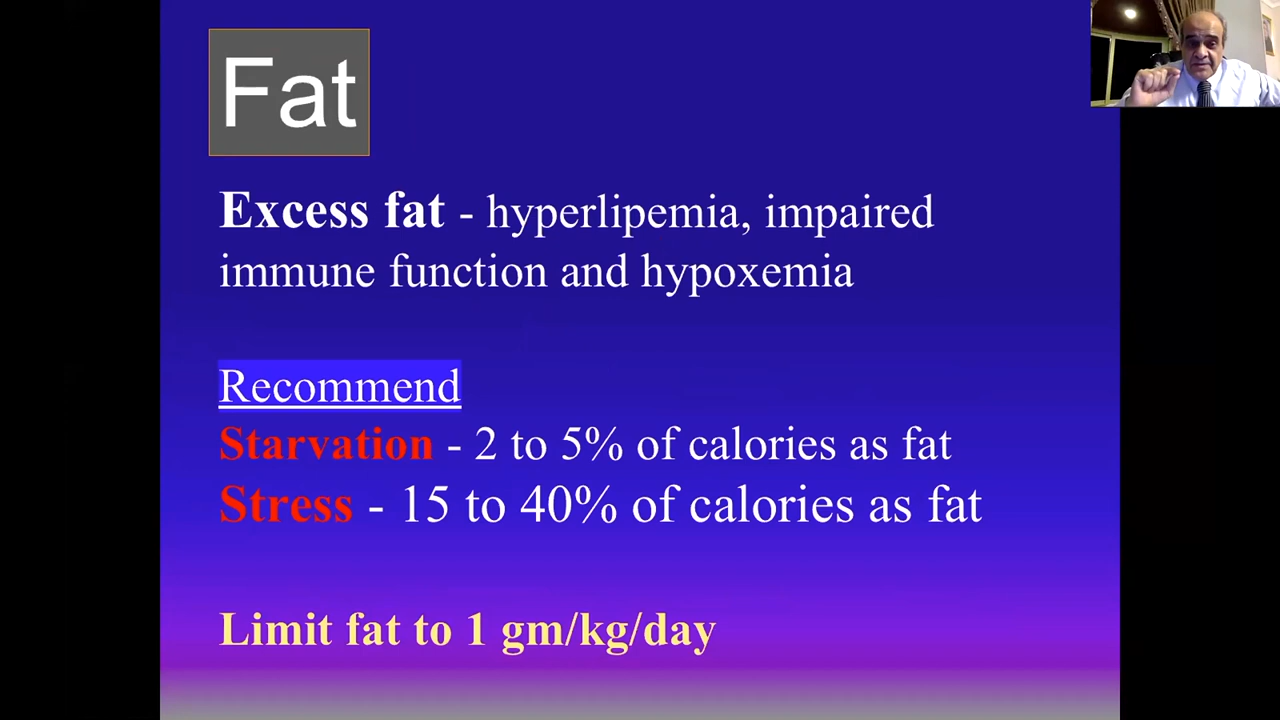 Fat
Excess fat - hyperlipemia, impaired
immune function and hypoxemia
Recommend
Starvation - 2 to 5% of calories as fat
Stress - 15 to 40% of calories as fat
Limit fat to 1 gm/kg/day